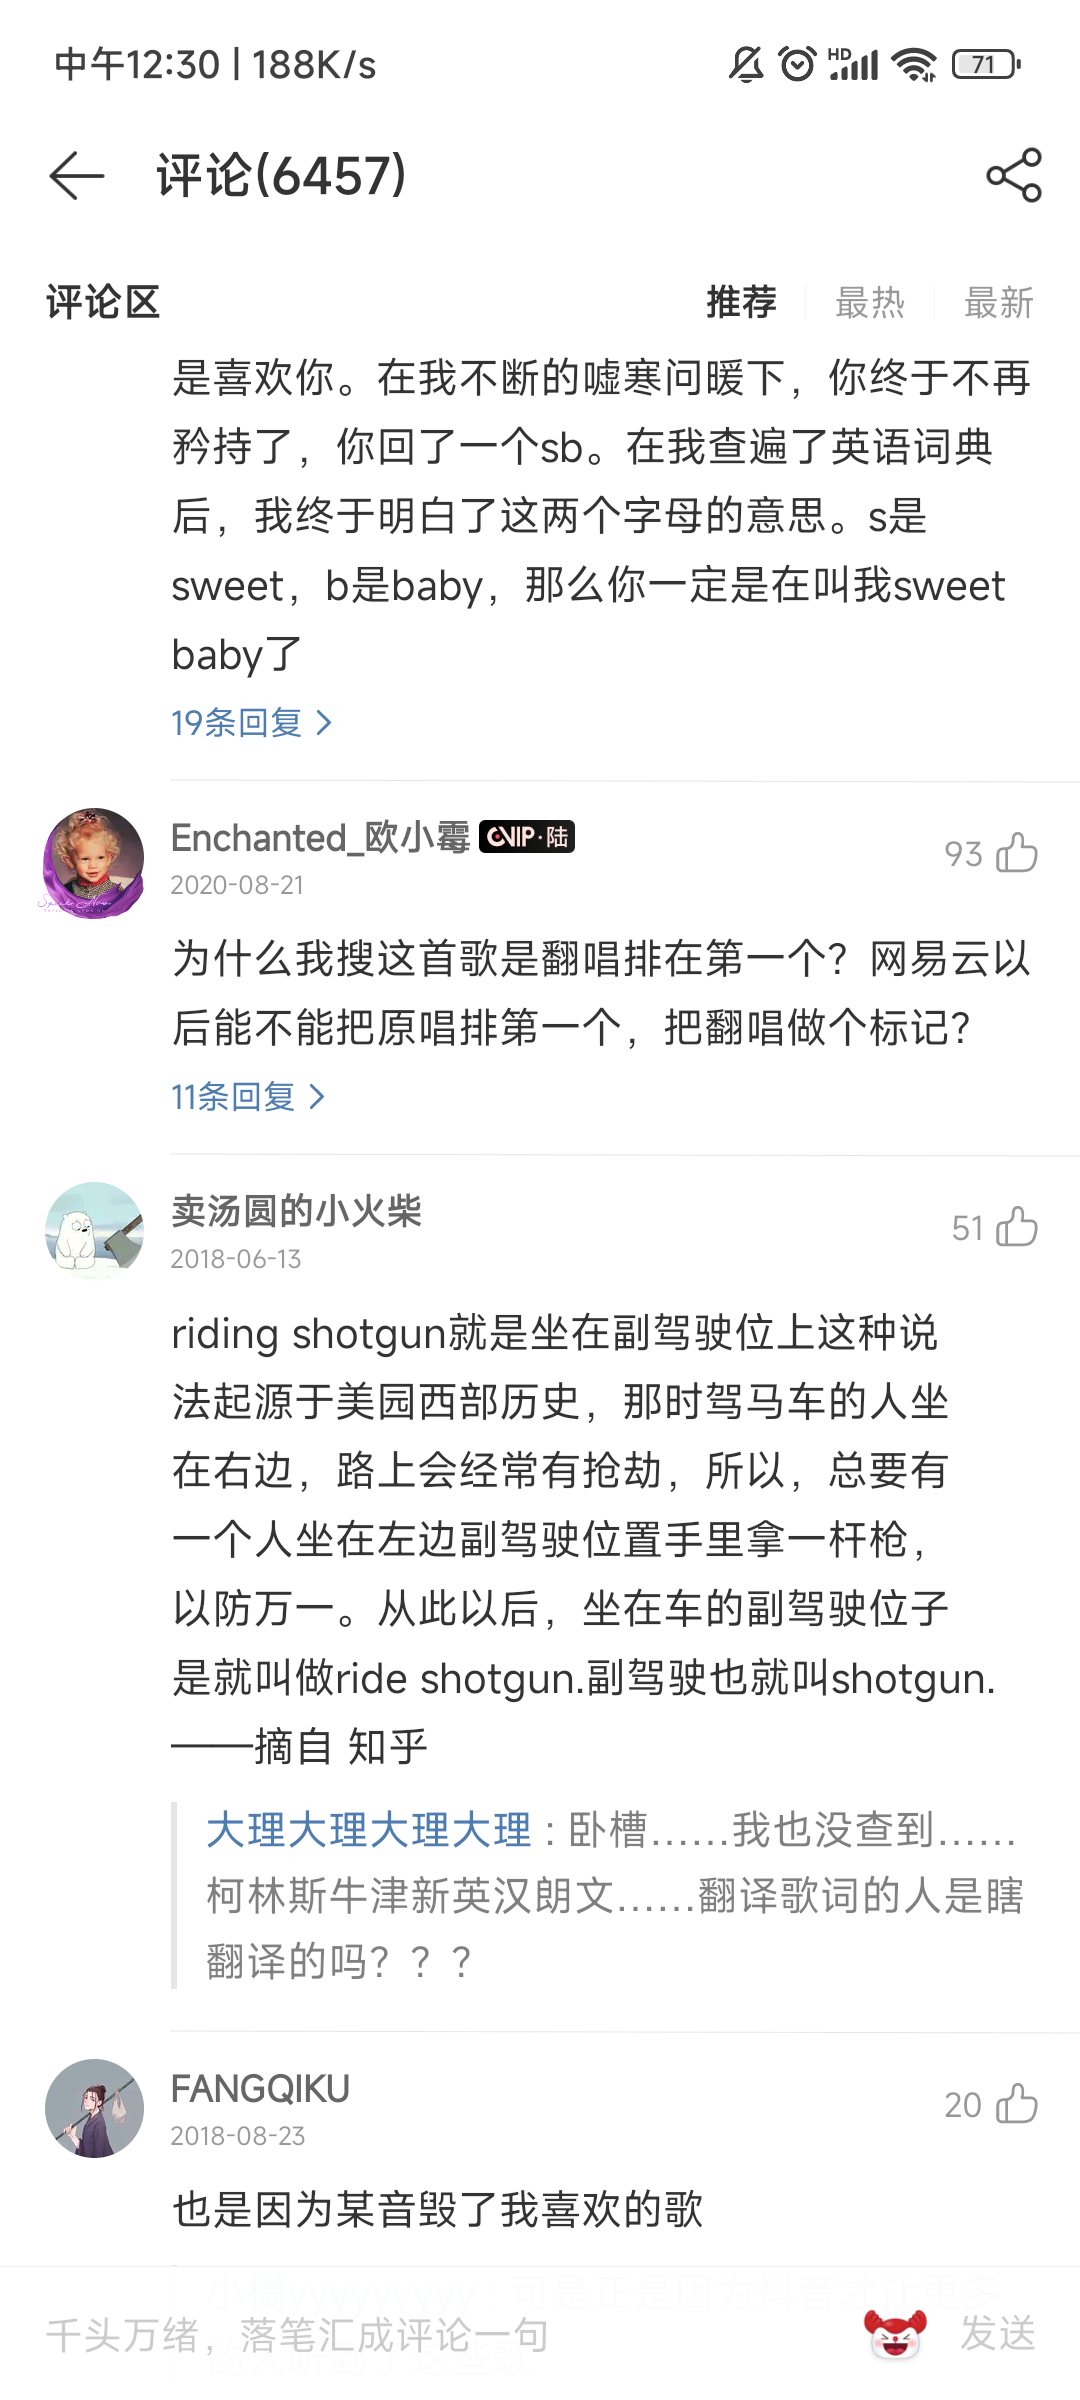 中午12:30 | 188K/s
HD
71
评论(6457)
评论区
推荐
最热
最新
是喜欢你。在我不断的嘘寒问暖下，你终于不再
矜持了，你回了一个sb。在我查遍了英语词典
后，我终于明白了这两个字母的意思。s是
sweet，b是baby，那么你一定是在叫我sweet
baby了
19条回复
Enchanted_欧小霉
CVIP·陆
93
2020-08-21
为什么我搜这首歌是翻唱排在第一个？网易云以
后能不能把原唱排第一个，把翻唱做个标记？
11条回复
卖汤圆的小火柴
51
2018-06-13
riding shotgun就是坐在副驾驶位上这种说
法起源于美园西部历史，那时驾马车的人坐
在右边，路上会经常有抢劫，所以，总要有
一个人坐在左边副驾驶位置手里拿一杆枪，
以防万一。从此以后，坐在车的副驾驶位子
是就叫做ride shotgun.副驾驶也就叫shotgun.
——摘自 知乎
大理大理大理大理：卧槽……我也没查到……
柯林斯牛津新英汉朗文……翻译歌词的人是瞎
翻译的吗？？？
FANGQIKU
20
2018-08-23
也是因为某音毁了我喜欢的歌
千头万绪，落笔汇成评论一句
发送